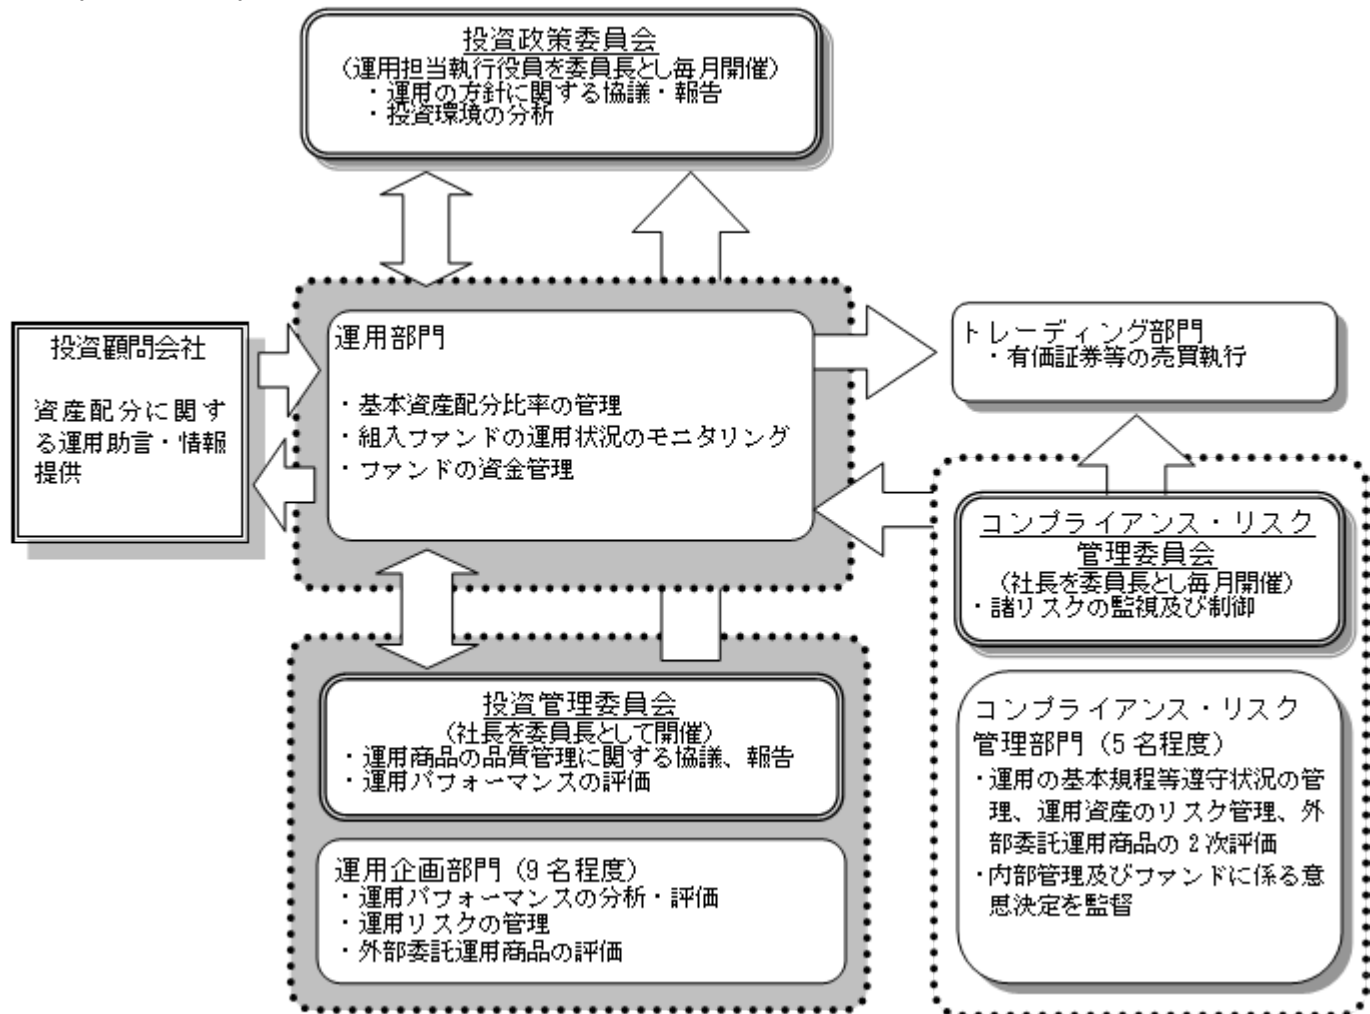 投資政策委員会
(運用担当執行役員を委員長とし毎月開催)
・運用の方針に関する協議・報告
・投資環境の分析
投資顧問会社
資産配分に関す
る運用助言・情報
提供
運用部門
・基本資産配分比率の管理
・組入ファンドの運用状況のモニタリング
・ファンドの資金管理
トレーディング部門
・有価証券等の売買執行
コンプライアンス・リスク
管理委員会
(社長を委員長とし毎月開催)
・諸リスクの監視及び制御
コンプライアンス・リスク
管理部門(5名程度)
・運用の基本規程等遵守状況の管
理、運用資産のリスク管理、外
部委託運用商品の2次評価
・内部管理及びファンドに係る意
思決定を監督
投資管理委員会
(社長を委員長として開催)
・運用商品の品質管理に関する協議、報告
・運用パフォーマンスの評価
運用企画部門(9名程度)
・運用パフォーマンスの分析・評価
・運用リスクの管理
・外部委託運用商品の評価